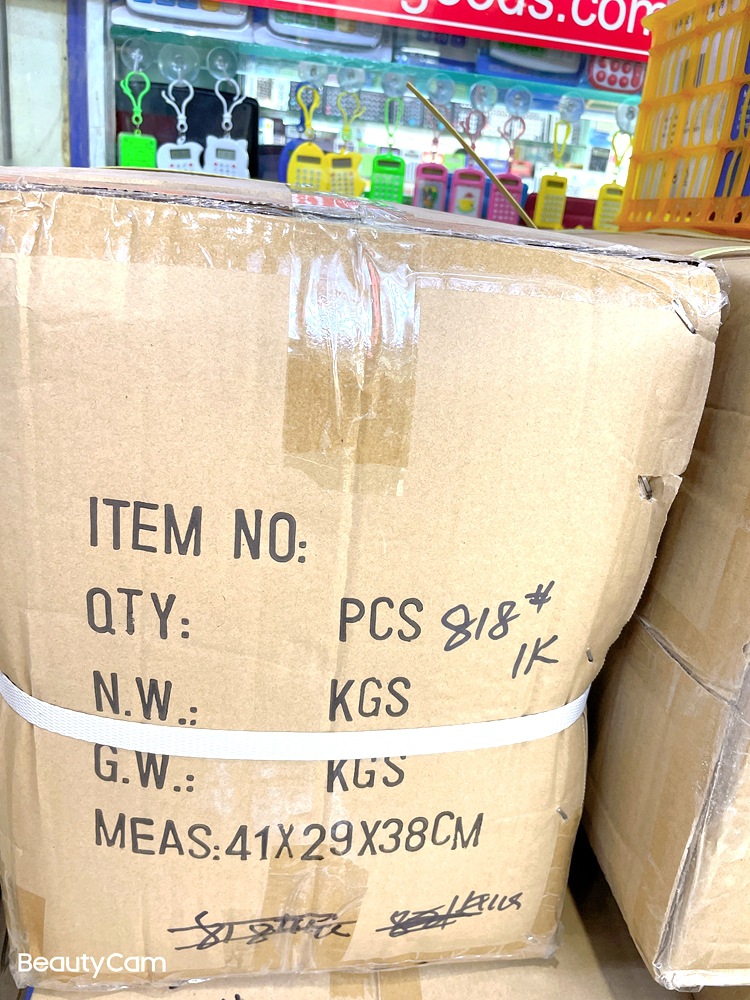 goods.com
ITEM NO:
QTY: PCS 818#
1K
N.W.: KGS
G.W.: KGS
MEAS:41X29X38CM
BeautyCam